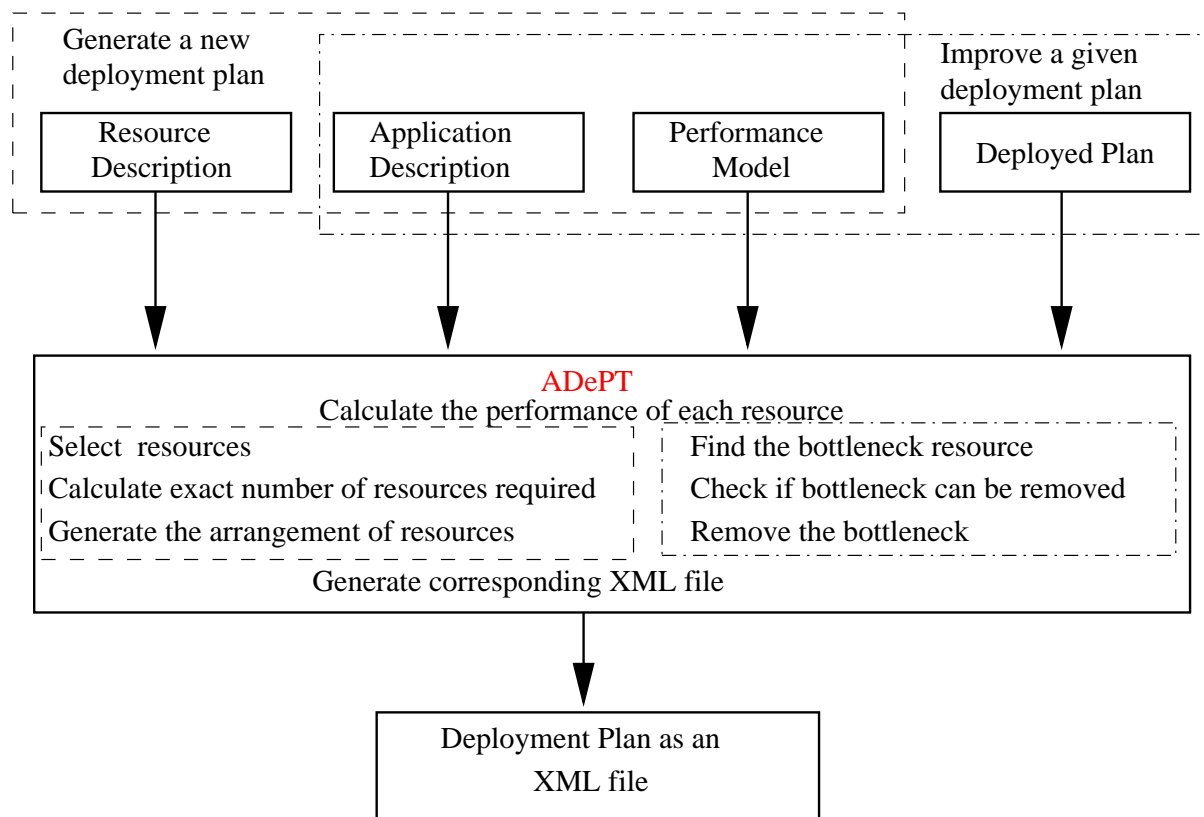 Generate a new
deployment plan
Improve a given
deployment plan
Resource
Description
Application
Description
Performance
Model
Deployed Plan
ADePT
Calculate the performance of each resource
Select resources
Calculate exact number of resources required
Generate the arrangement of resources
Find the bottleneck resource
Check if bottleneck can be removed
Remove the bottleneck
Generate corresponding XML file
Deployment Plan as an
XML file